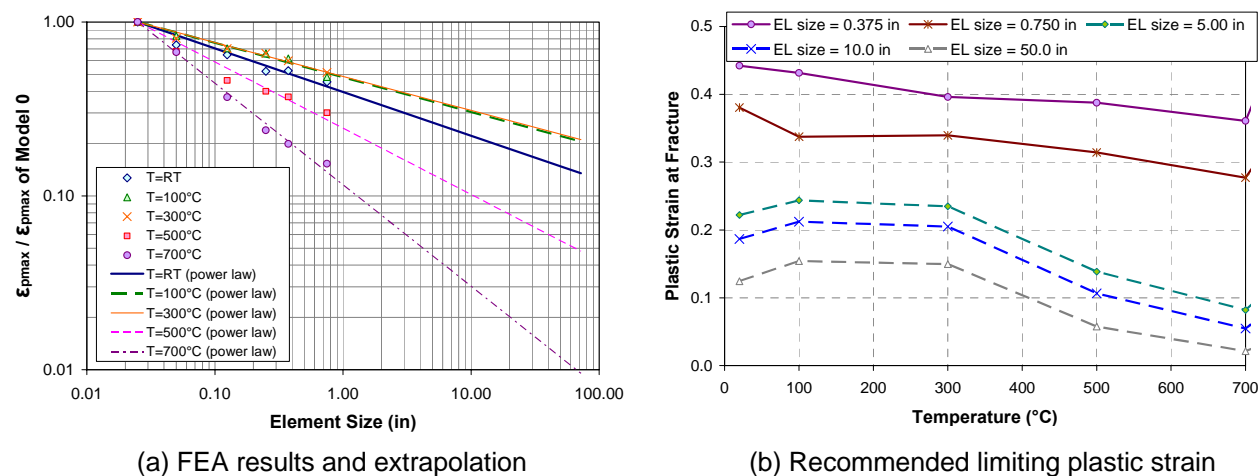 1.00
0.10
0.01
εpmax / εpmax of Model 0
T=RT
T=100°C
T=300°C
T=500°C
T=700°C
T=RT (power law)
T=100°C (power law)
T=300°C (power law)
T=500°C (power law)
T=700°C (power law)
0.01 0.10 1.00 10.00 100.00
Element Size (in)
(a) FEA results and extrapolation
0.5
0.4
0.3
0.2
0.1
0.0
Plastic Strain at Fracture
EL size = 0.375 in EL size = 0.750 in EL size = 5.00 in
EL size = 10.0 in EL size = 50.0 in
0 100 200 300 400 500 600 700
Temperature (°C)
(b) Recommended limiting plastic strain